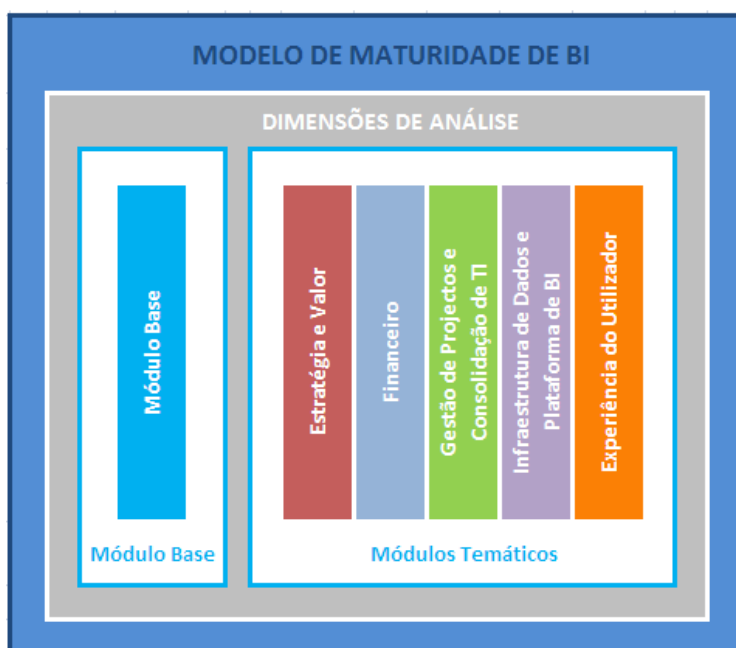 MODELO DE MATURIDADE DE BI
DIMENSÕES DE ANÁLISE
Módulo Base
Módulo Base
Estratégia e Valor
Financeiro
Gestão de Projectos e
Consolidação de TI
Infraestrutura de Dados e
Plataforma de BI
Experiência do Utilizador
Módulos Temáticos